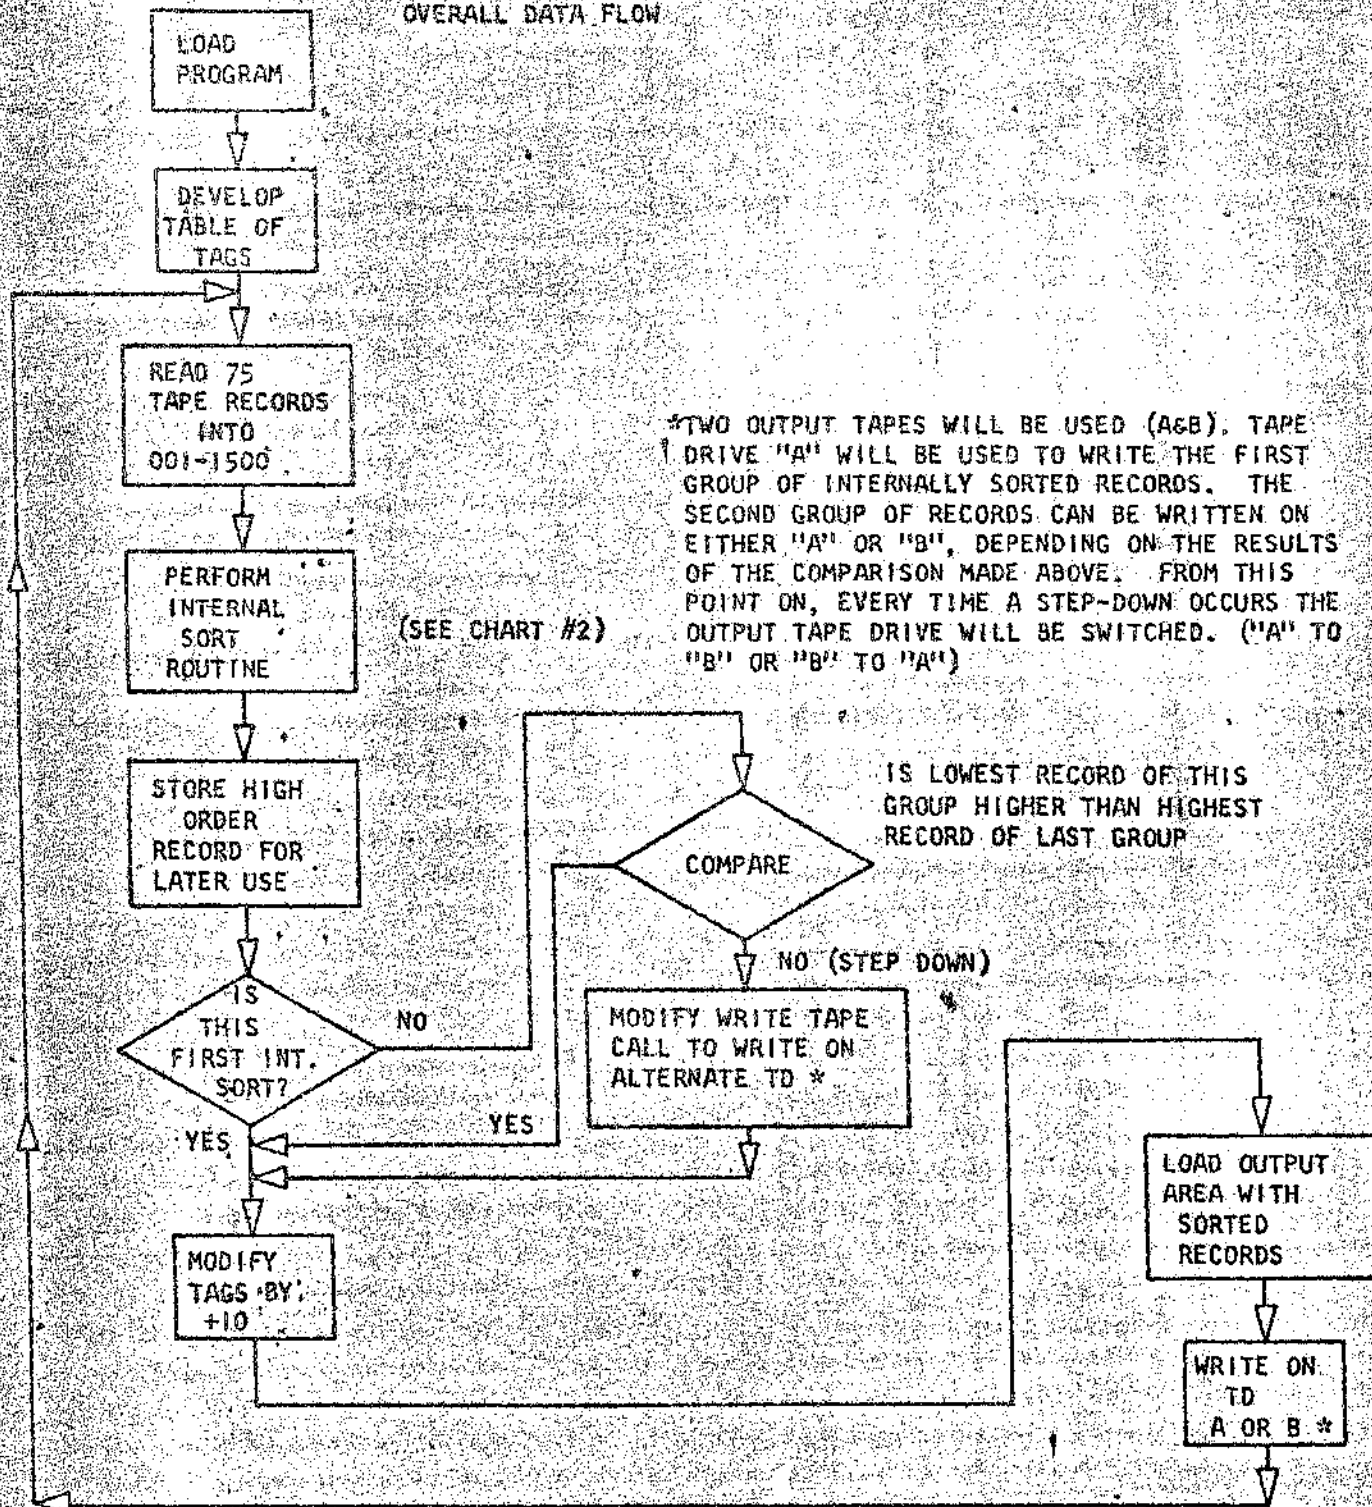 OVERALL DATA FLOW
LOAD
PROGRAM
DEVELOP
TABLE OF
TAGS
READ 75
TAPE RECORDS
INTO
001-1500
*TWO OUTPUT TAPES WILL BE USED (A&B). TAPE
DRIVE "A" WILL BE USED TO WRITE THE FIRST
GROUP OF INTERNALLY SORTED RECORDS. THE
SECOND GROUP OF RECORDS CAN BE WRITTEN ON
EITHER "A" OR "B", DEPENDING ON THE RESULTS
OF THE COMPARISON MADE ABOVE. FROM THIS
POINT ON, EVERY TIME A STEP-DOWN OCCURS THE
OUTPUT TAPE DRIVE WILL BE SWITCHED. ("A" TO
"B" OR "B" TO "A")
PERFORM
INTERNAL
SORT
ROUTINE
(SEE CHART #2)
STORE HIGH
ORDER
RECORD FOR
LATER USE
IS LOWEST RECORD OF THIS
GROUP HIGHER THAN HIGHEST
RECORD OF LAST GROUP
COMPARE
NO (STEP DOWN)
IS
THIS
FIRST INT.
SORT?
NO
YES
YES
MODIFY WRITE TAPE
CALL TO WRITE ON
ALTERNATE TD *
MODIFY
TAGS BY
+10
LOAD OUTPUT
AREA WITH
SORTED
RECORDS
WRITE ON
TD
A OR B *